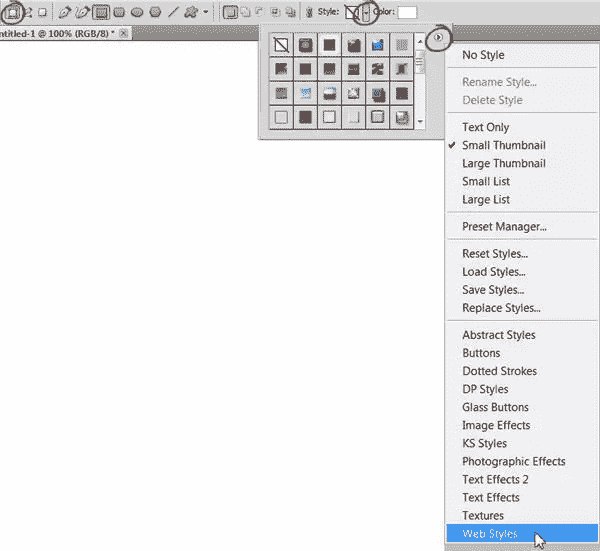 Style:
Color:
ntitled-1 @ 100% (RGB/8) *
No Style
Rename Style...
Delete Style
Text Only
Small Thumbnail
Large Thumbnail
Small List
Large List
Preset Manager...
Reset Styles...
Load Styles...
Save Styles...
Replace Styles...
Abstract Styles
Buttons
Dotted Strokes
DP Styles
Glass Buttons
Image Effects
KS Styles
Photographic Effects
Text Effects 2
Text Effects
Textures
Web Styles